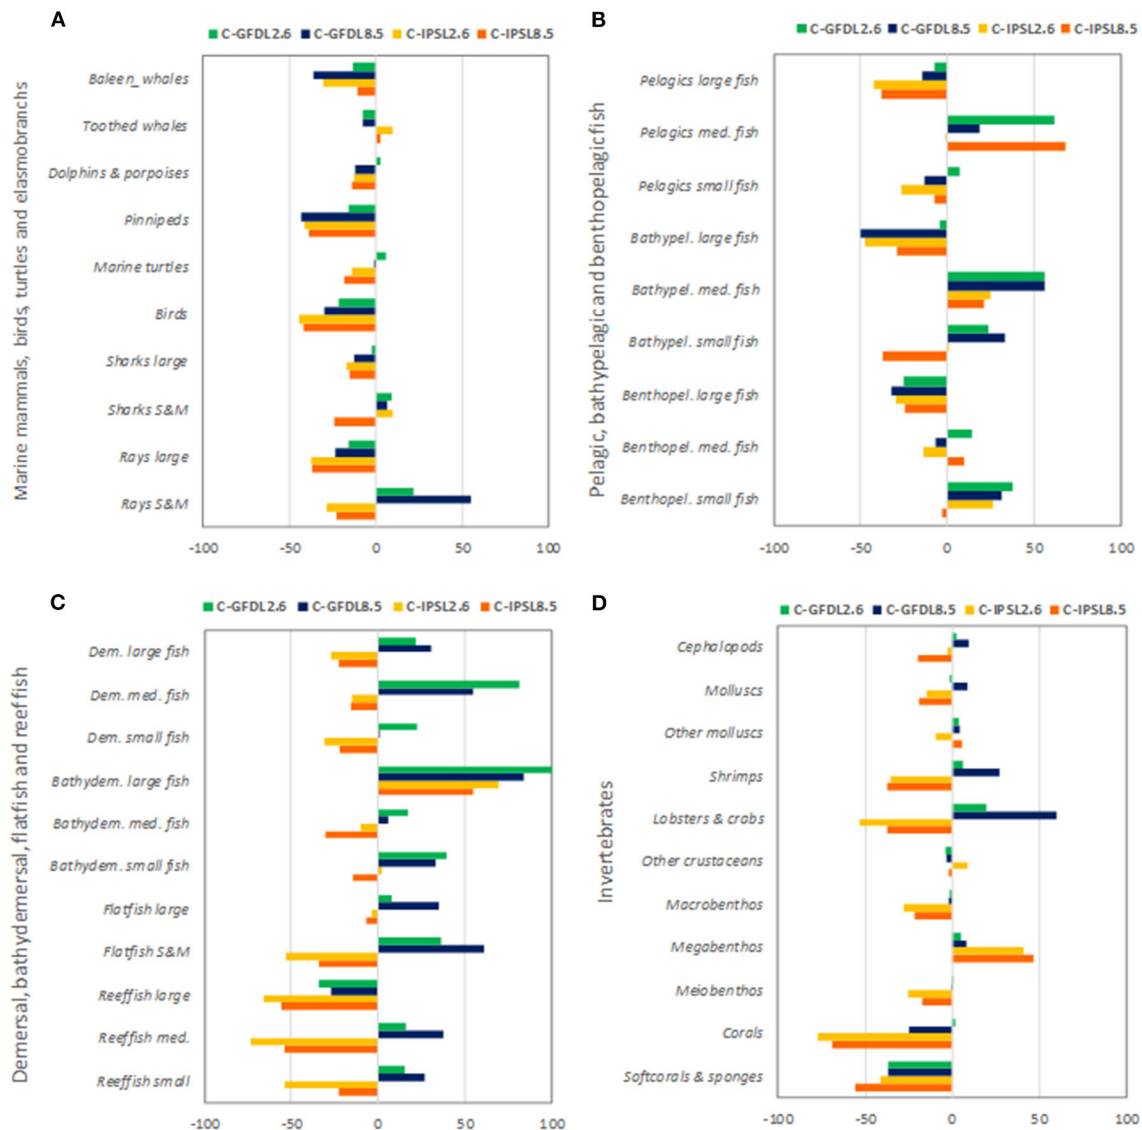 A
C-GFDL2.6 C-GFDL8.5 C-IPSL2.6 C-IPSL8.5
Marine mammals, birds, turtles and elasmobranchs
Baleen_whales
Toothed whales
Dolphins & porpoises
Pinnipeds
Marine turtles
Birds
Sharks large
Sharks S&M
Rays large
Rays S&M
-100 -50 0 50 100
B
C-GFDL2.6 C-GFDL8.5 C-IPSL2.6 C-IPSL8.5
Pelagic, bathypelagic and benthopelagic fish
Pelagics large fish
Pelagics med. fish
Pelagics small fish
Bathypel. large fish
Bathypel. med. fish
Bathypel. small fish
Benthopel. large fish
Benthopel. med. fish
Benthopel. small fish
-100 -50 0 50 100
C
C-GFDL2.6 C-GFDL8.5 C-IPSL2.6 C-IPSL8.5
Demersal, bathydemersal, flatfish and reef fish
Dem. large fish
Dem. med. fish
Dem. small fish
Bathydem. large fish
Bathydem. med. fish
Bathydem. small fish
Flatfish large
Flatfish S&M
Reeffish large
Reeffish med.
Reeffish small
-100 -50 0 50 100
D
C-GFDL2.6 C-GFDL8.5 C-IPSL2.6 C-IPSL8.5
Invertebrates
Cephalopods
Molluscs
Other molluscs
Shrimps
Lobsters & crabs
Other crustaceans
Macrobenthos
Megabenthos
Meiobenthos
Corals
Softcorals & sponges
-100 -50 0 50 100